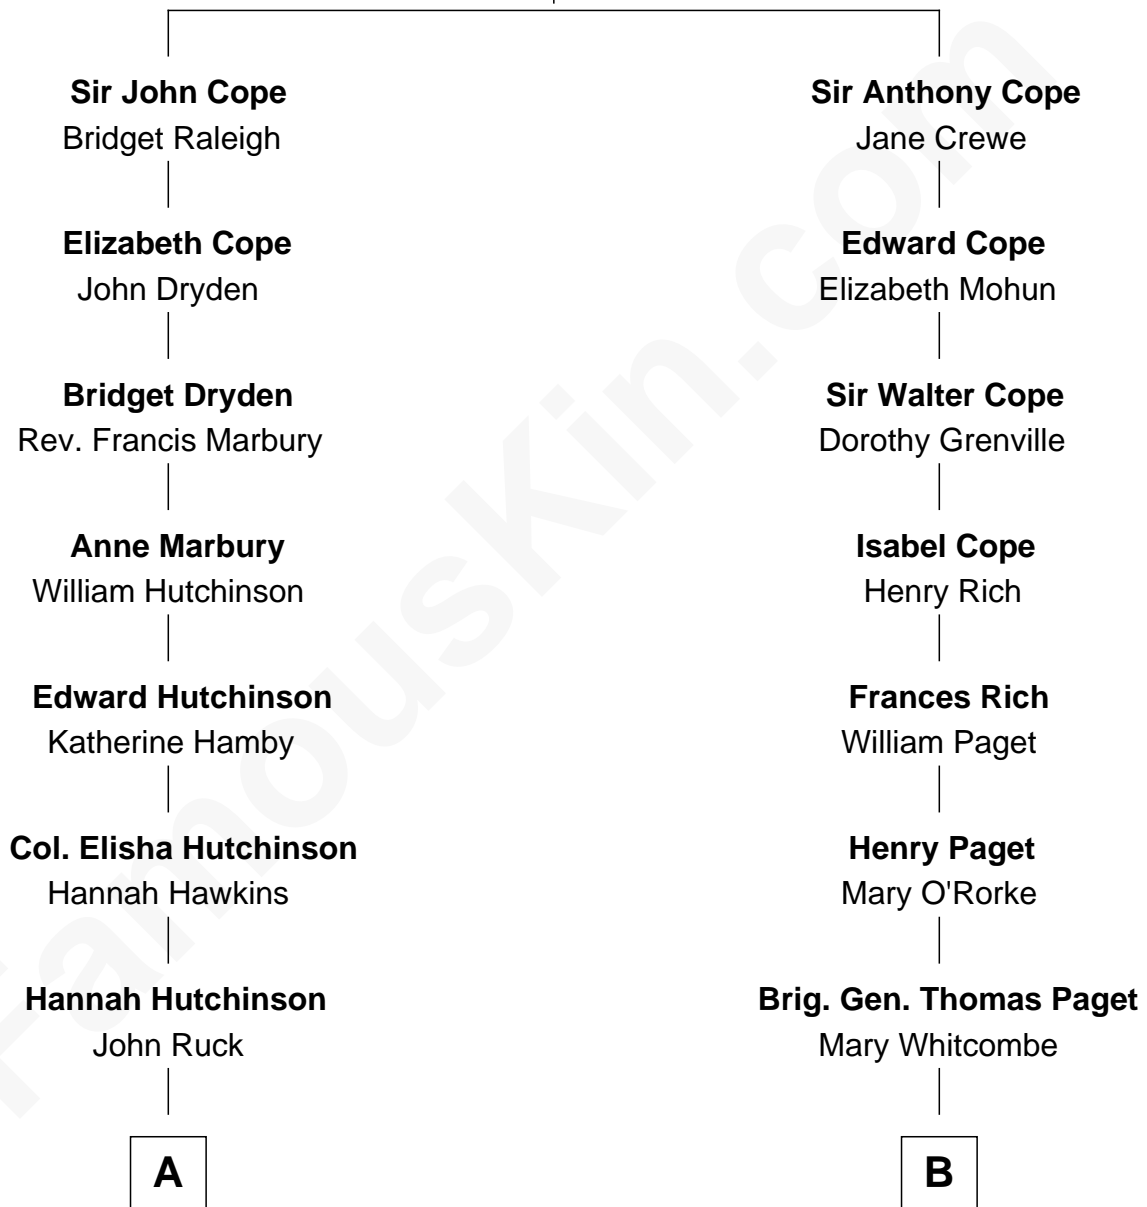 Sir John Cope
Bridget Raleigh
Elizabeth Cope
John Dryden
Bridget Dryden
Rev. Francis Marbury
Anne Marbury
William Hutchinson
Edward Hutchinson
Katherine Hamby
Col. Elisha Hutchinson
Hannah Hawkins
Hannah Hutchinson
John Ruck
A
Sir Anthony Cope
Jane Crewe
Edward Cope
Elizabeth Mohun
Sir Walter Cope
Dorothy Grenville
Isabel Cope
Henry Rich
Frances Rich
William Paget
Henry Paget
Mary O'Rorke
Brig. Gen. Thomas Paget
Mary Whitcombe
B
FamousKin.com